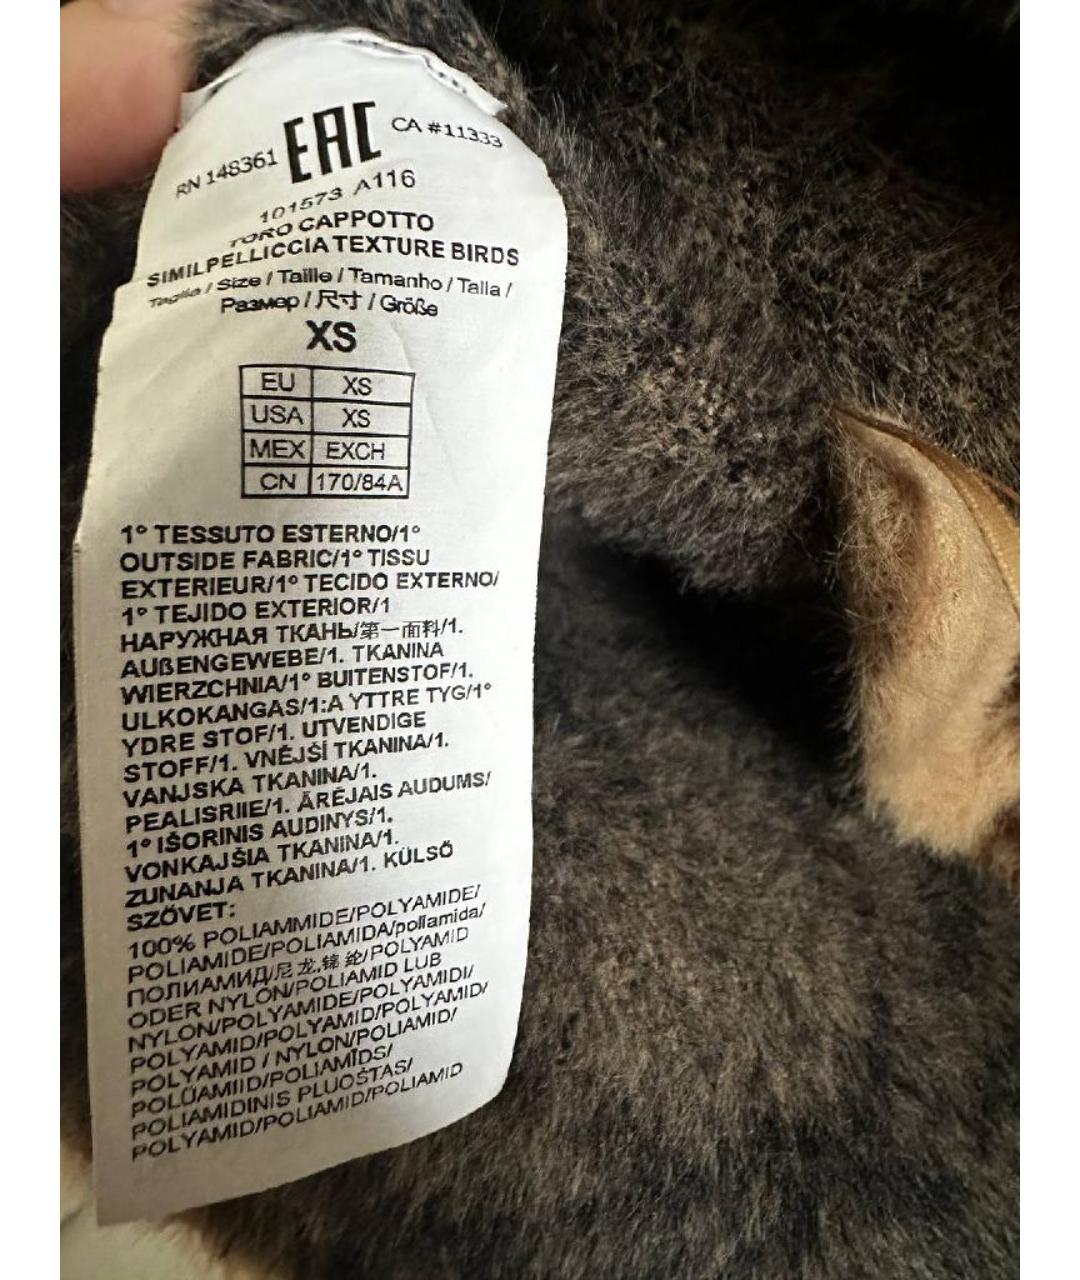 RN 148361 EAC CA #11333
101573 A116
TORO CAPPOTTO
SIMILPELLICCIA TEXTURE BIRDS
Taglia / Size / Taille / Tamanho / Talla /
Размер / 尺寸 / Größe
XS
EU XS
USA XS
MEX EXCH
CN 170/84A
1° TESSUTO ESTERNO/1°
OUTSIDE FABRIC/1° TISSU
EXTERIEUR/1° TECIDO EXTERNO/
1° TEJIDO EXTERIOR/1
НАРУЖНАЯ ТКАНЬ/第一面料/1.
AUßENGEWEBE/1. TKANINA
WIERZCHNIA/1° BUITENSTOF/1.
ULKOKANGAS/1:A YTTRE TYG/1°
YDRE STOF/1. UTVENDIGE
STOFF/1. VNĚJŠÍ TKANINA/1.
VANJSKA TKANINA/1.
PEALISRIIE/1. ĀRĒJAIS AUDUMS/
1° IŠORINIS AUDINYS/1.
VONKAJŠIA TKANINA/1.
ZUNANJA TKANINA/1. KÜLSŐ
SZÖVET:
100% POLIAMMIDE/POLYAMIDE/
POLIAMIDE/POLIAMIDA/poliamida/
ПОЛИАМИД/尼龙,锦纶/POLYAMID
ODER NYLON/POLIAMID LUB
NYLON/POLYAMIDE/POLYAMIDI/
POLYAMID/POLYAMID/POLYAMID/
POLYAMID / NYLON/POLIAMID/
POLÜAMIID/POLIAMĪDS/
POLIAMIDINIS PLUOŠTAS/
POLYAMID/POLIAMID/POLIAMID